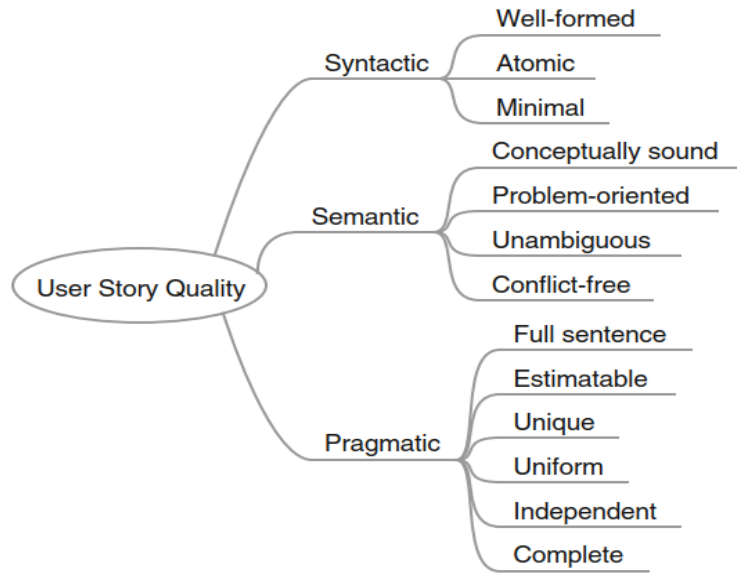 User Story Quality
Syntactic
Well-formed
Atomic
Minimal
Semantic
Conceptually sound
Problem-oriented
Unambiguous
Conflict-free
Pragmatic
Full sentence
Estimatable
Unique
Uniform
Independent
Complete